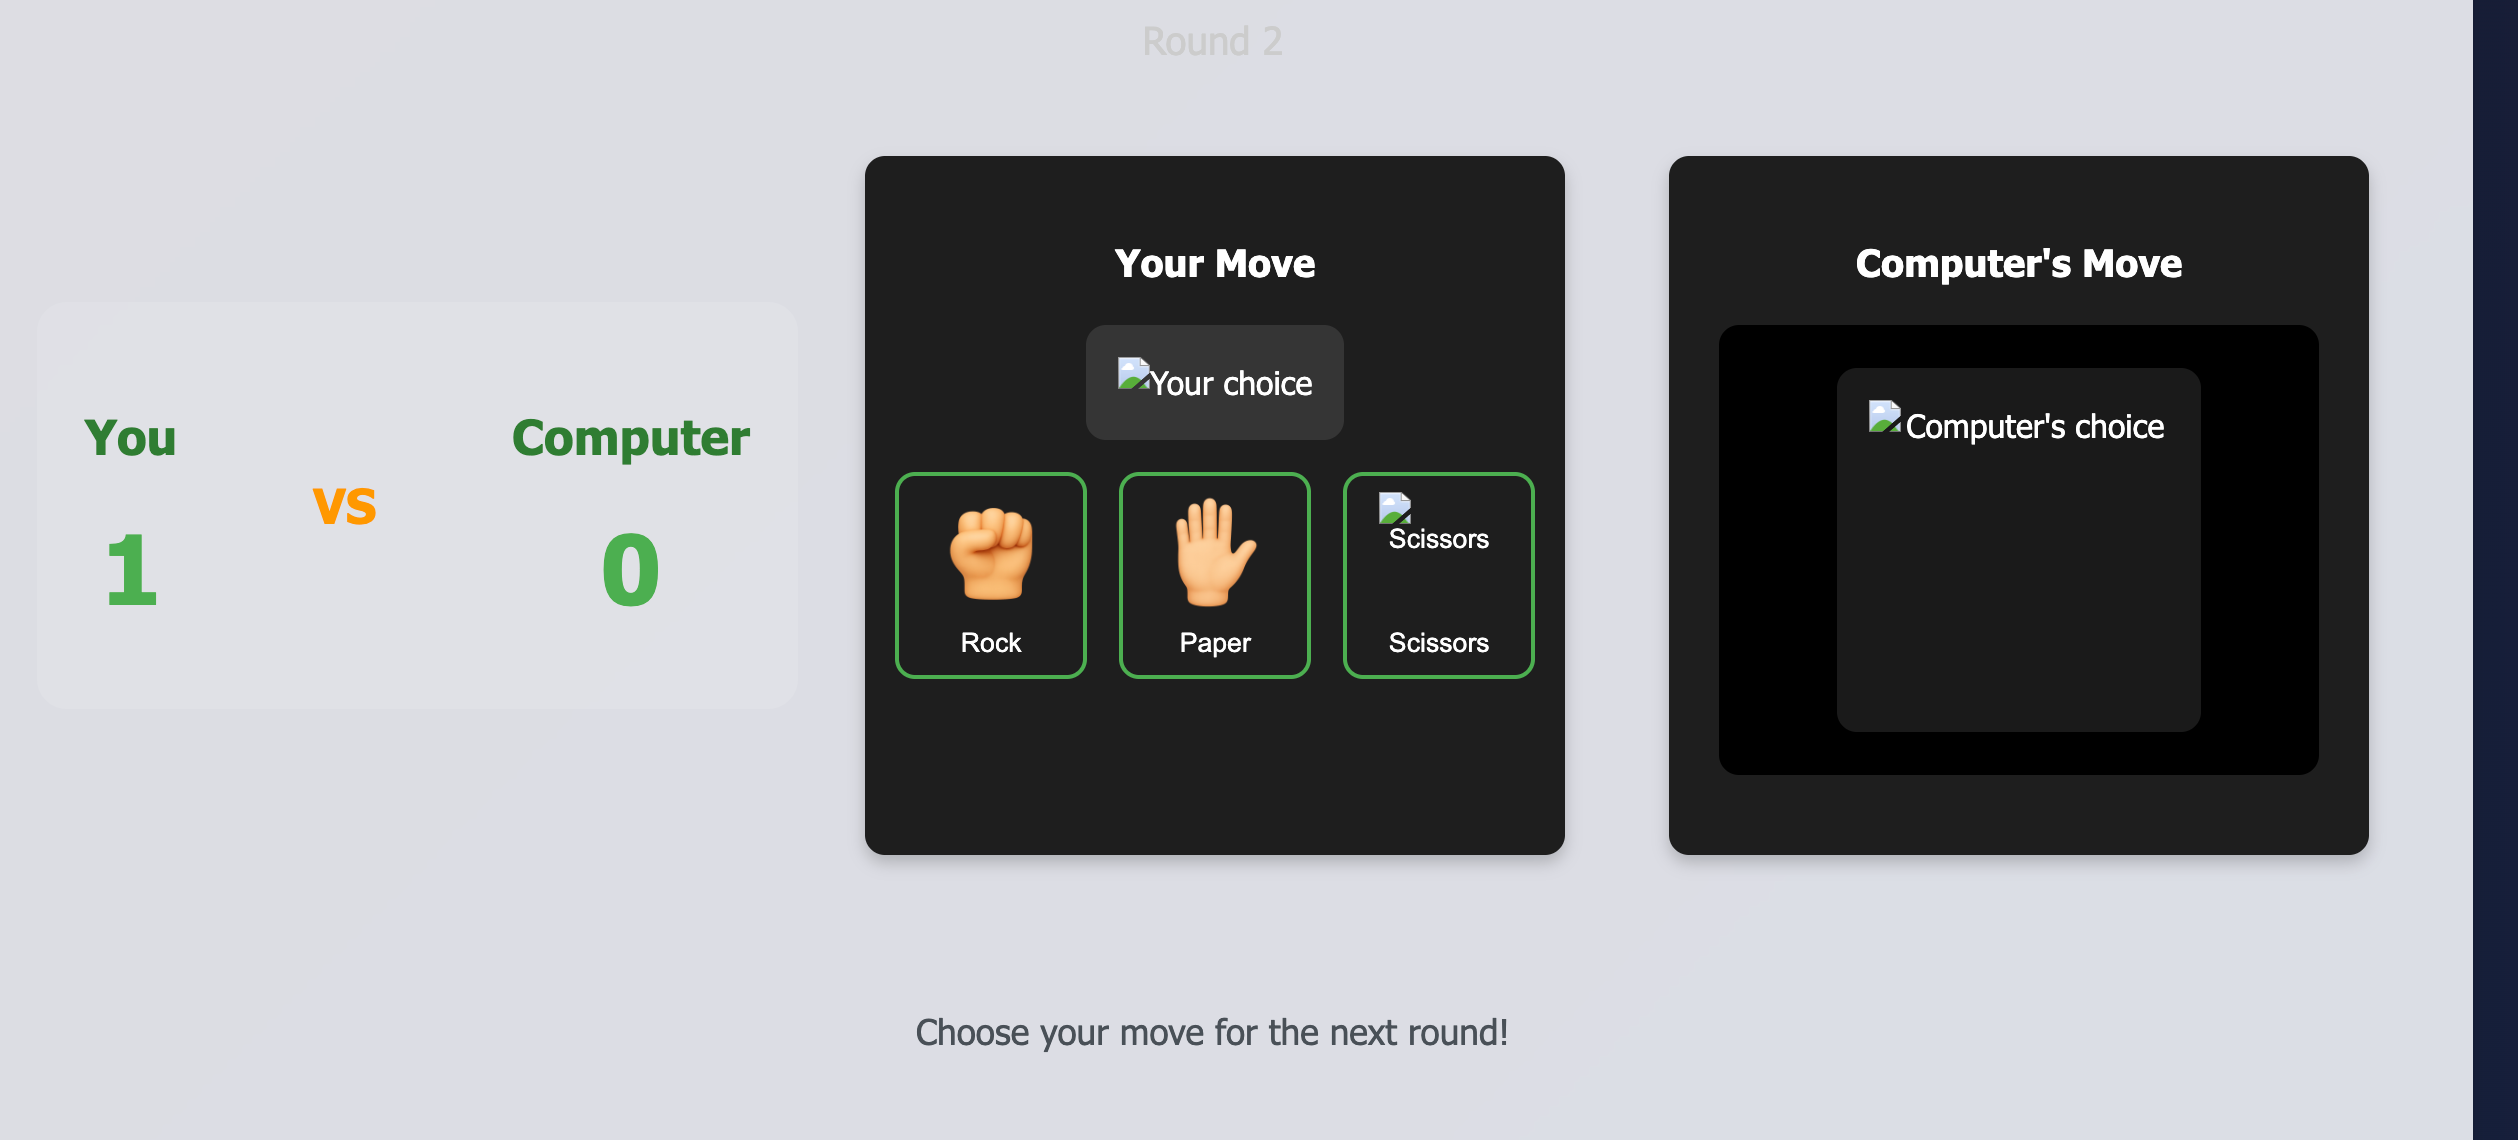 Round 2
You
vs
Computer
1
0
Your Move
Your choice
Rock
Paper
Scissors
Scissors
Computer's Move
Computer's choice
Choose your move for the next round!